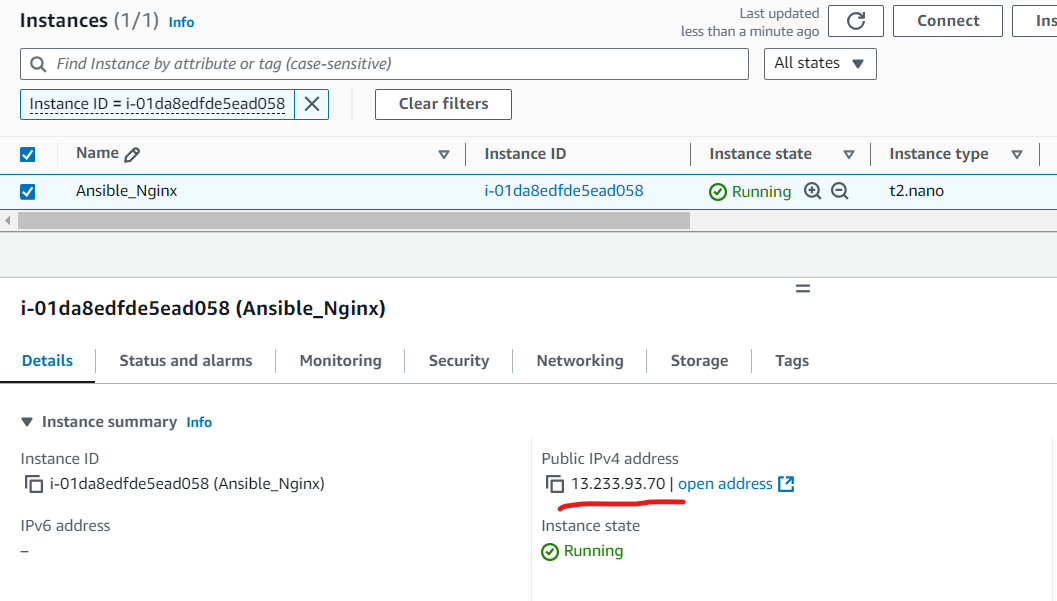 Instances (1/1) Info
Last updated
less than a minute ago
Connect
Ins
Find Instance by attribute or tag (case-sensitive)
All states
Instance ID = i-01da8edfde5ead058
Clear filters
Name Instance ID Instance state Instance type
Ansible_Nginx i-01da8edfde5ead058 Running t2.nano
i-01da8edfde5ead058 (Ansible_Nginx)
Details Status and alarms Monitoring Security Networking Storage Tags
Instance summary Info
Instance ID
i-01da8edfde5ead058 (Ansible_Nginx)
Public IPv4 address
13.233.93.70 | open address
IPv6 address
–
Instance state
Running